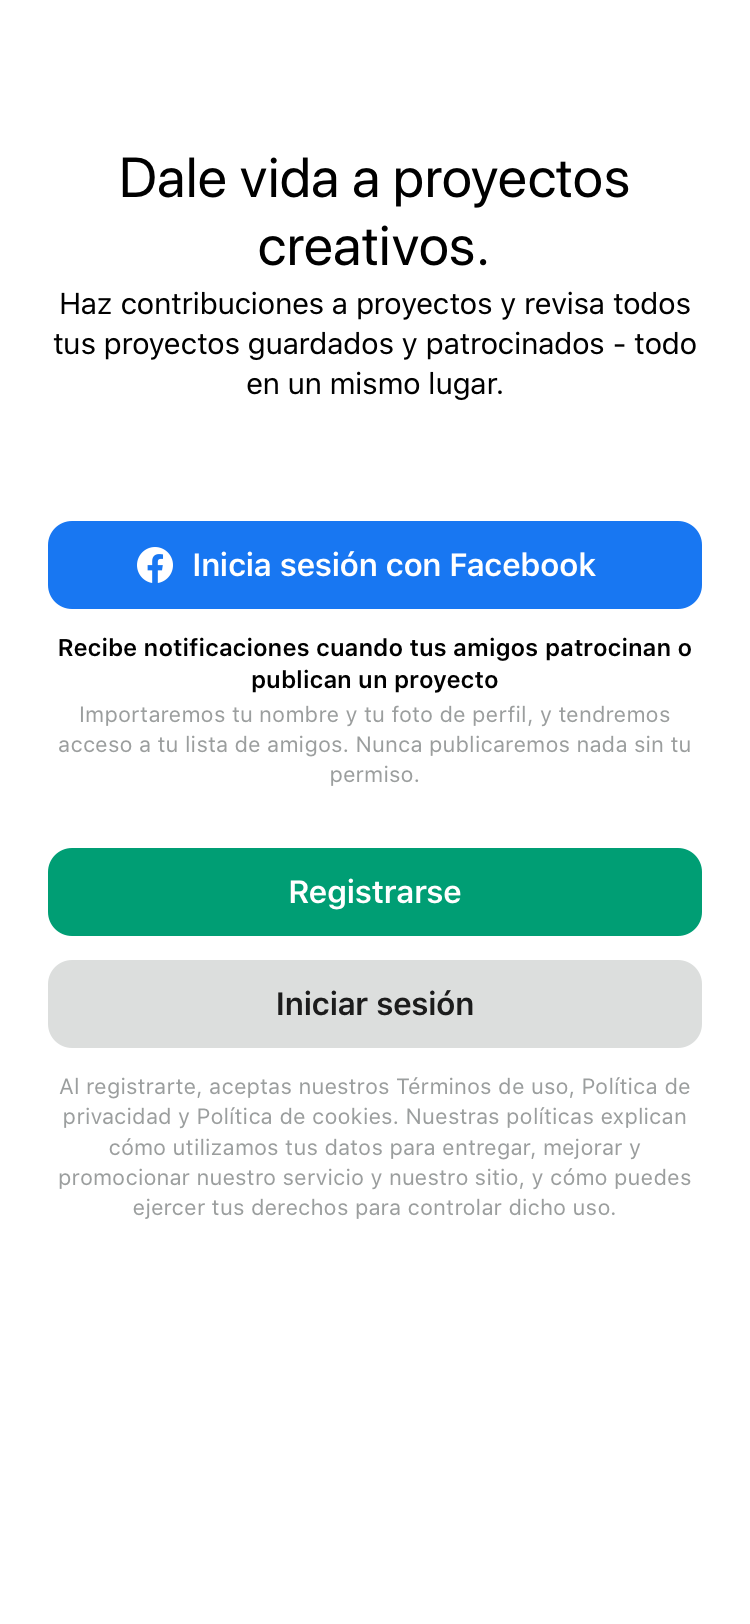 Dale vida a proyectos
creativos.
Haz contribuciones a proyectos y revisa todos
tus proyectos guardados y patrocinados - todo
en un mismo lugar.
Inicia sesión con Facebook
Recibe notificaciones cuando tus amigos patrocinan o
publican un proyecto
Importaremos tu nombre y tu foto de perfil, y tendremos
acceso a tu lista de amigos. Nunca publicaremos nada sin tu
permiso.
Registrarse
Iniciar sesión
Al registrarte, aceptas nuestros Términos de uso, Política de
privacidad y Política de cookies. Nuestras políticas explican
cómo utilizamos tus datos para entregar, mejorar y
promocionar nuestro servicio y nuestro sitio, y cómo puedes
ejercer tus derechos para controlar dicho uso.